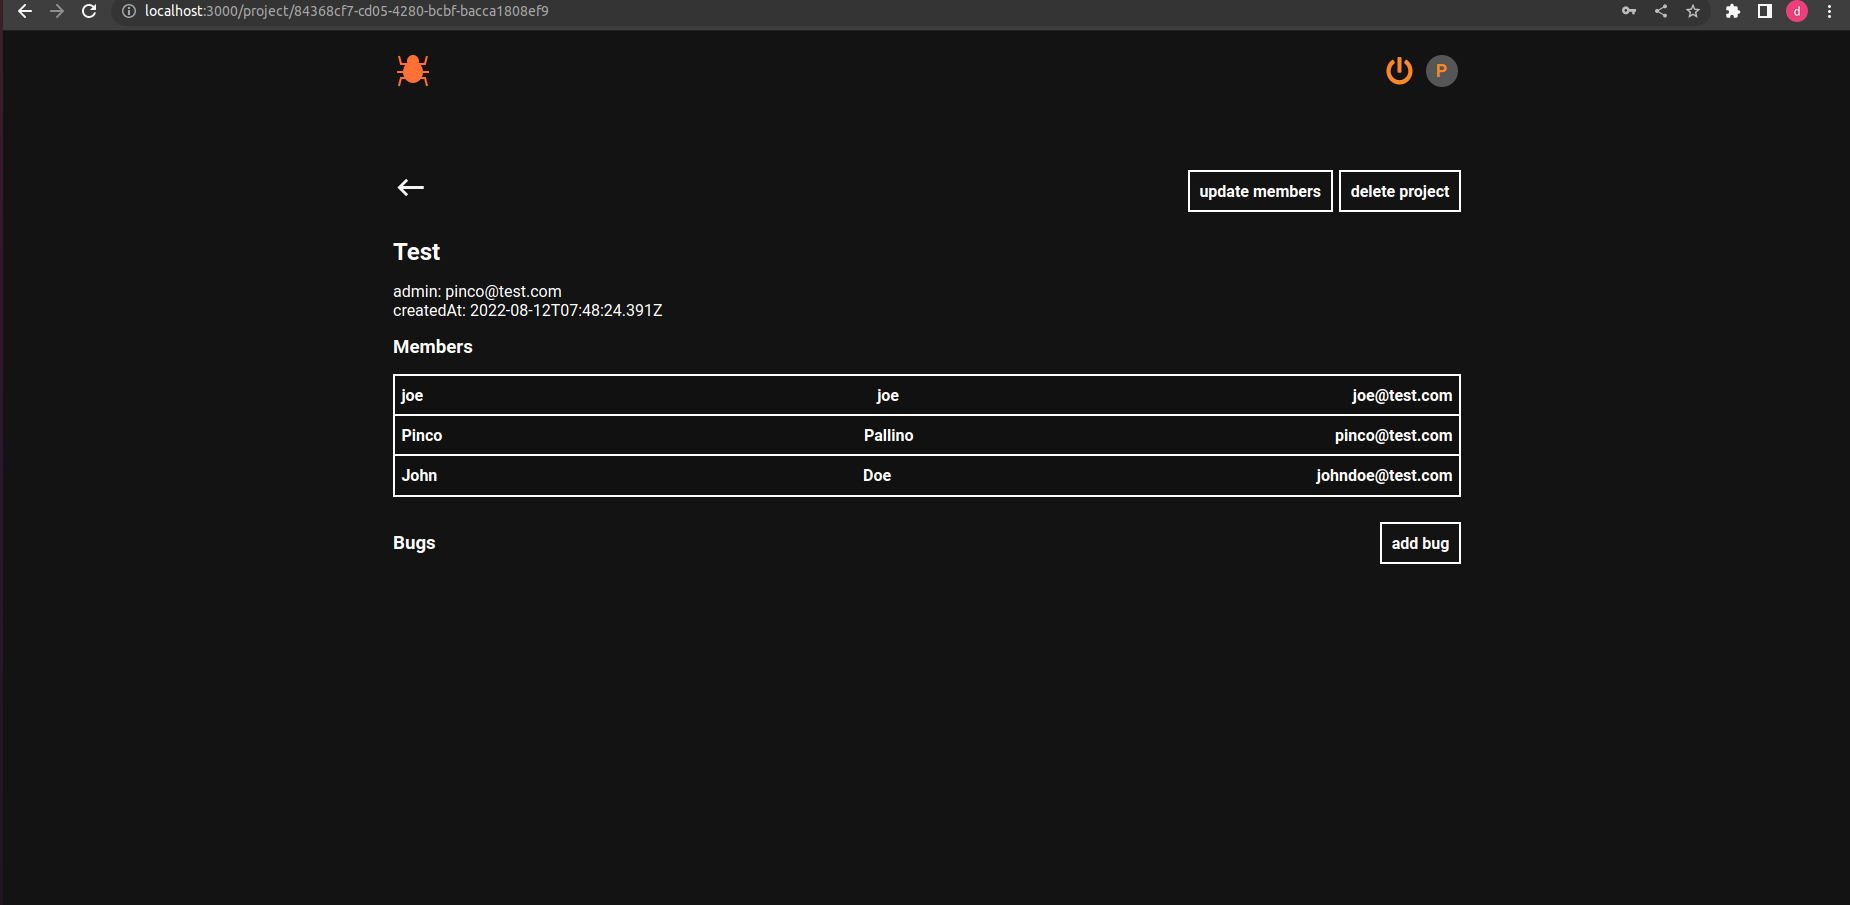 localhost:3000/project/84368cf7-cd05-4280-bcbf-bacca1808ef9
d
P
update members
delete project
Test
admin: pinco@test.com
createdAt: 2022-08-12T07:48:24.391Z
Members
joe joe joe@test.com
Pinco Pallino pinco@test.com
John Doe johndoe@test.com
Bugs
add bug